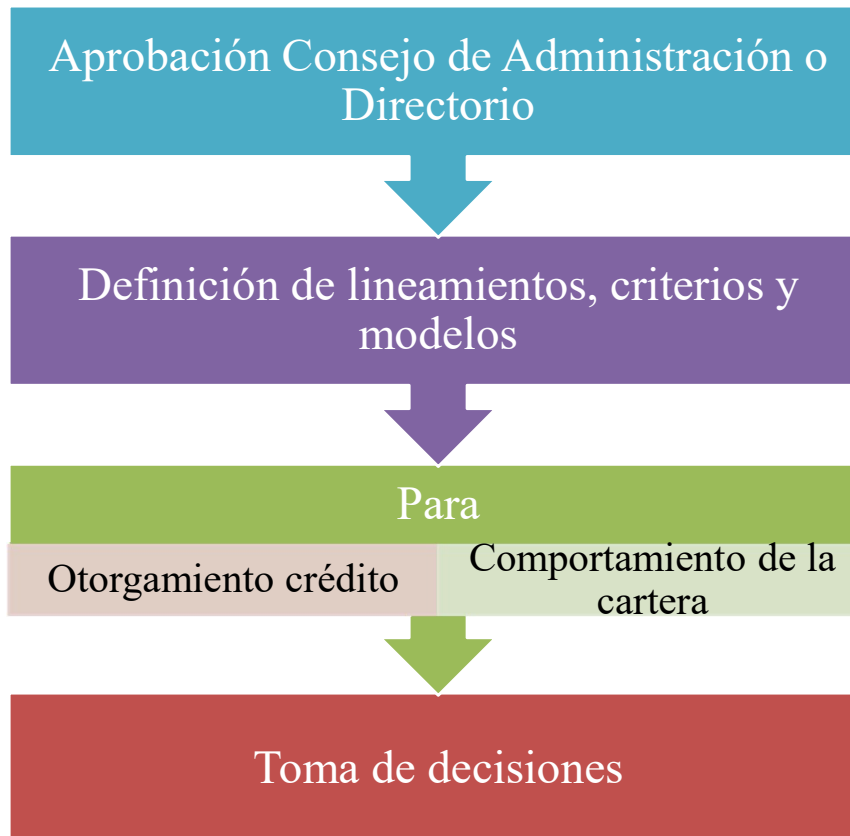 Aprobación Consejo de Administración o
Directorio
Definición de lineamientos, criterios y
modelos
Para
Otorgamiento crédito
Comportamiento de la
cartera
Toma de decisiones